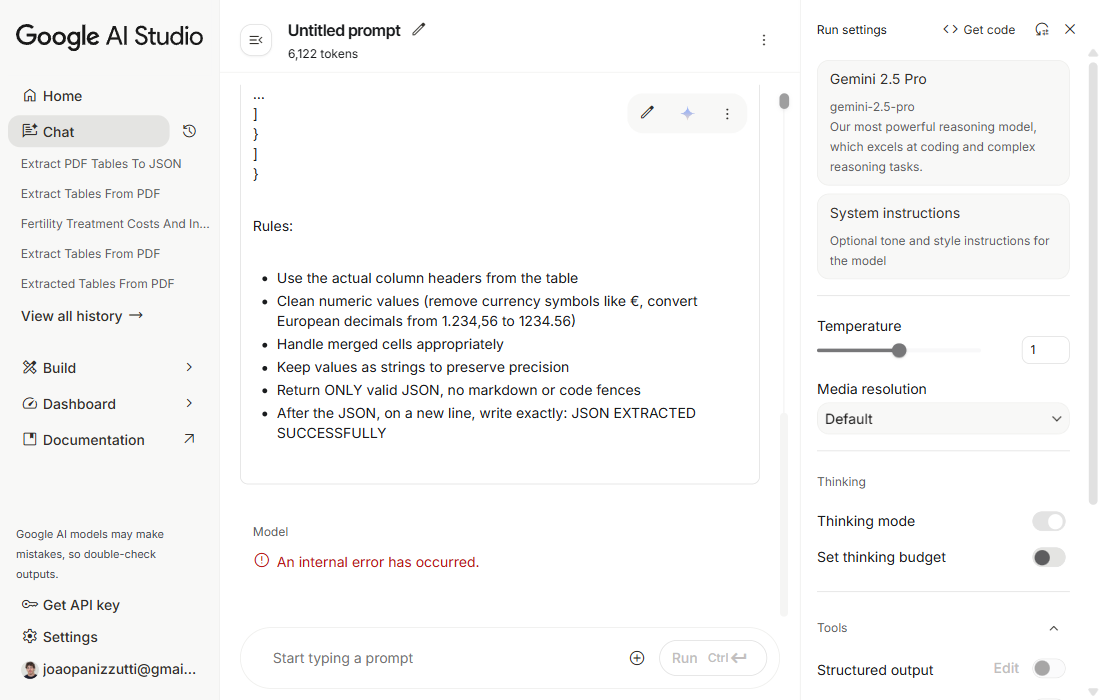 Google AI Studio
Home
Chat
Extract PDF Tables To JSON
Extract Tables From PDF
Fertility Treatment Costs And In...
Extract Tables From PDF
Extracted Tables From PDF
View all history
Build
Dashboard
Documentation
Google AI models may make
mistakes, so double-check
outputs.
Get API key
Settings
joaopanizzutti@gmai...
Untitled prompt
6,122 tokens
...
]
}
]
}
Rules:
• Use the actual column headers from the table
• Clean numeric values (remove currency symbols like €, convert
European decimals from 1.234,56 to 1234.56)
• Handle merged cells appropriately
• Keep values as strings to preserve precision
• Return ONLY valid JSON, no markdown or code fences
• After the JSON, on a new line, write exactly: JSON EXTRACTED
SUCCESSFULLY
Model
An internal error has occurred.
Start typing a prompt
Run Ctrl
Run settings
Get code
Gemini 2.5 Pro
gemini-2.5-pro
Our most powerful reasoning model,
which excels at coding and complex
reasoning tasks.
System instructions
Optional tone and style instructions for
the model
Temperature
1
Media resolution
Default
Thinking
Thinking mode
Set thinking budget
Tools
Structured output Edit